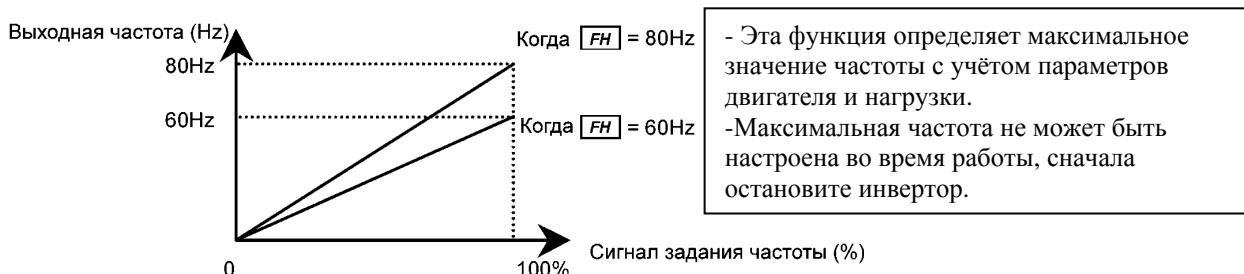 Выходная частота (Hz)
80Hz
60Hz
Когда FH = 80Hz
Когда FH = 60Hz
0
100%
Сигнал задания частоты (%)
- Эта функция определяет максимальное
значение частоты с учётом параметров
двигателя и нагрузки.
-Максимальная частота не может быть
настроена во время работы, сначала
остановите инвертор.